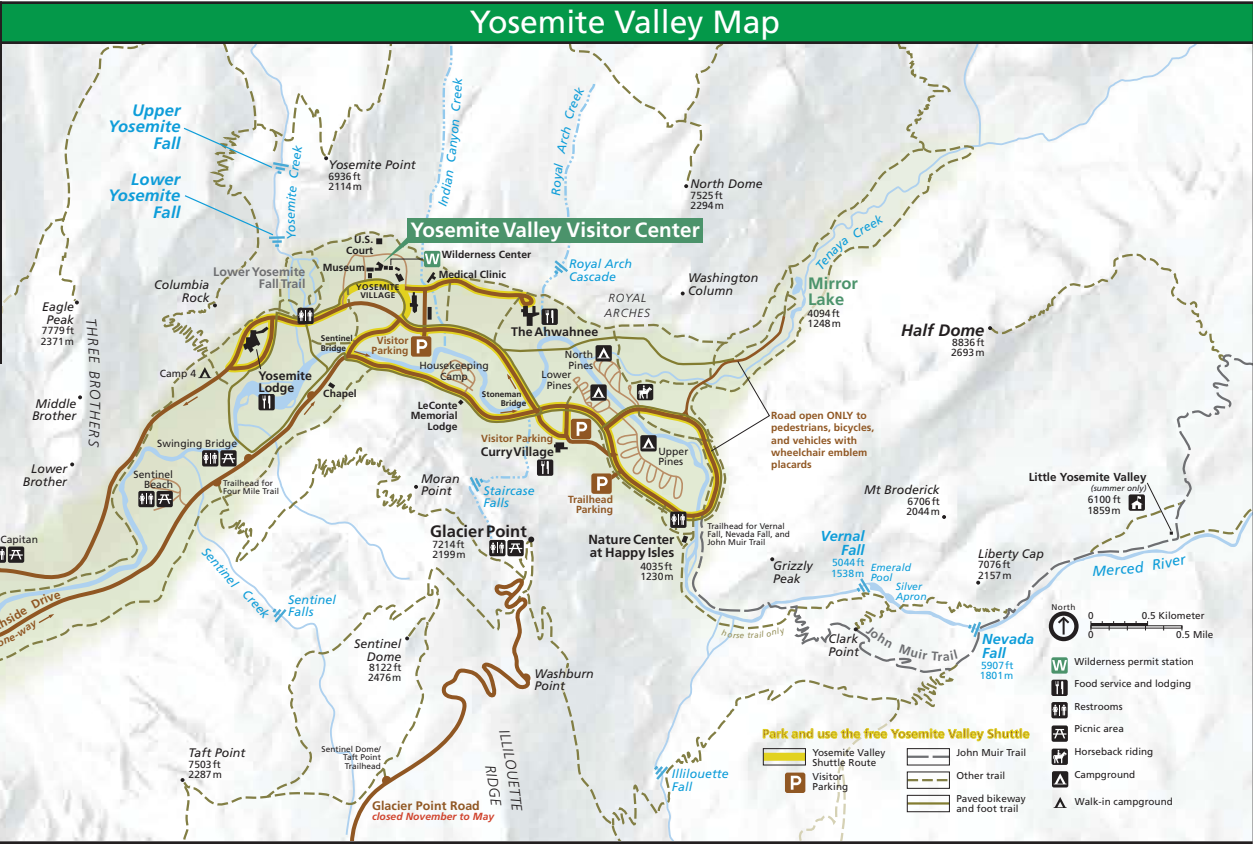 Yosemite Valley Map
Upper
Yosemite
Fall
Lower
Yosemite
Fall
Yosemite Creek
Yosemite Point
6936 ft
2114 m
Indian Canyon Creek
Royal Arch Creek
North Dome
7525 ft
2294 m
Yosemite Valley Visitor Center
U.S.
Court
Museum
W
Wilderness Center
Medical Clinic
YOSEMITE
VILLAGE
Lower Yosemite
Fall Trail
Columbia
Rock
Royal Arch
Cascade
ROYAL
ARCHES
Washington
Column
Tenaya Creek
Mirror
Lake
4094 ft
1248 m
Half Dome
8836 ft
2693 m
Eagle
Peak
7779 ft
2371 m
THREE BROTHERS
Middle
Brother
Lower
Brother
The Ahwahnee
Sentinel
Bridge
Visitor
Parking
P
Housekeeping
Camp
North
Pines
Lower
Pines
Camp 4
Yosemite
Lodge
Chapel
LeConte
Memorial
Lodge
Stoneman
Bridge
Road open ONLY to
pedestrians, bicycles,
and vehicles with
wheelchair emblem
placards
Swinging Bridge
Visitor Parking
P
Curry Village
Upper
Pines
Sentinel
Beach
Trailhead for
Four Mile Trail
Moran
Point
Staircase
Falls
P
Trailhead
Parking
Mt Broderick
6706 ft
2044 m
Little Yosemite Valley
(summer only)
6100 ft
1859 m
Capitan
Glacier Point
7214 ft
2199 m
Nature Center
at Happy Isles
4035 ft
1230 m
Trailhead for Vernal
Fall, Nevada Fall, and
John Muir Trail
Vernal
Fall
5044 ft
1538 m
Emerald
Pool
Silver
Apron
Grizzly
Peak
Liberty Cap
7076 ft
2157 m
Merced River
Sentinel Creek
Sentinel
Falls
hside Drive
one-way
Sentinel
Dome
8122 ft
2476 m
horse trail only
Clark
Point
John Muir Trail
Nevada
Fall
5907 ft
1801 m
North
0 0.5 Kilometer
0 0.5 Mile
Washburn
Point
ILLILOUETTE
RIDGE
Taft Point
7503 ft
2287 m
Sentinel Dome/
Taft Point
Trailhead
Glacier Point Road
closed November to May
Illilouette
Fall
Park and use the free Yosemite Valley Shuttle
Yosemite Valley
Shuttle Route
P
Visitor
Parking
John Muir Trail
Other trail
Paved bikeway
and foot trail
W
Wilderness permit station
Food service and lodging
Restrooms
Picnic area
Horseback riding
Campground
Walk-in campground